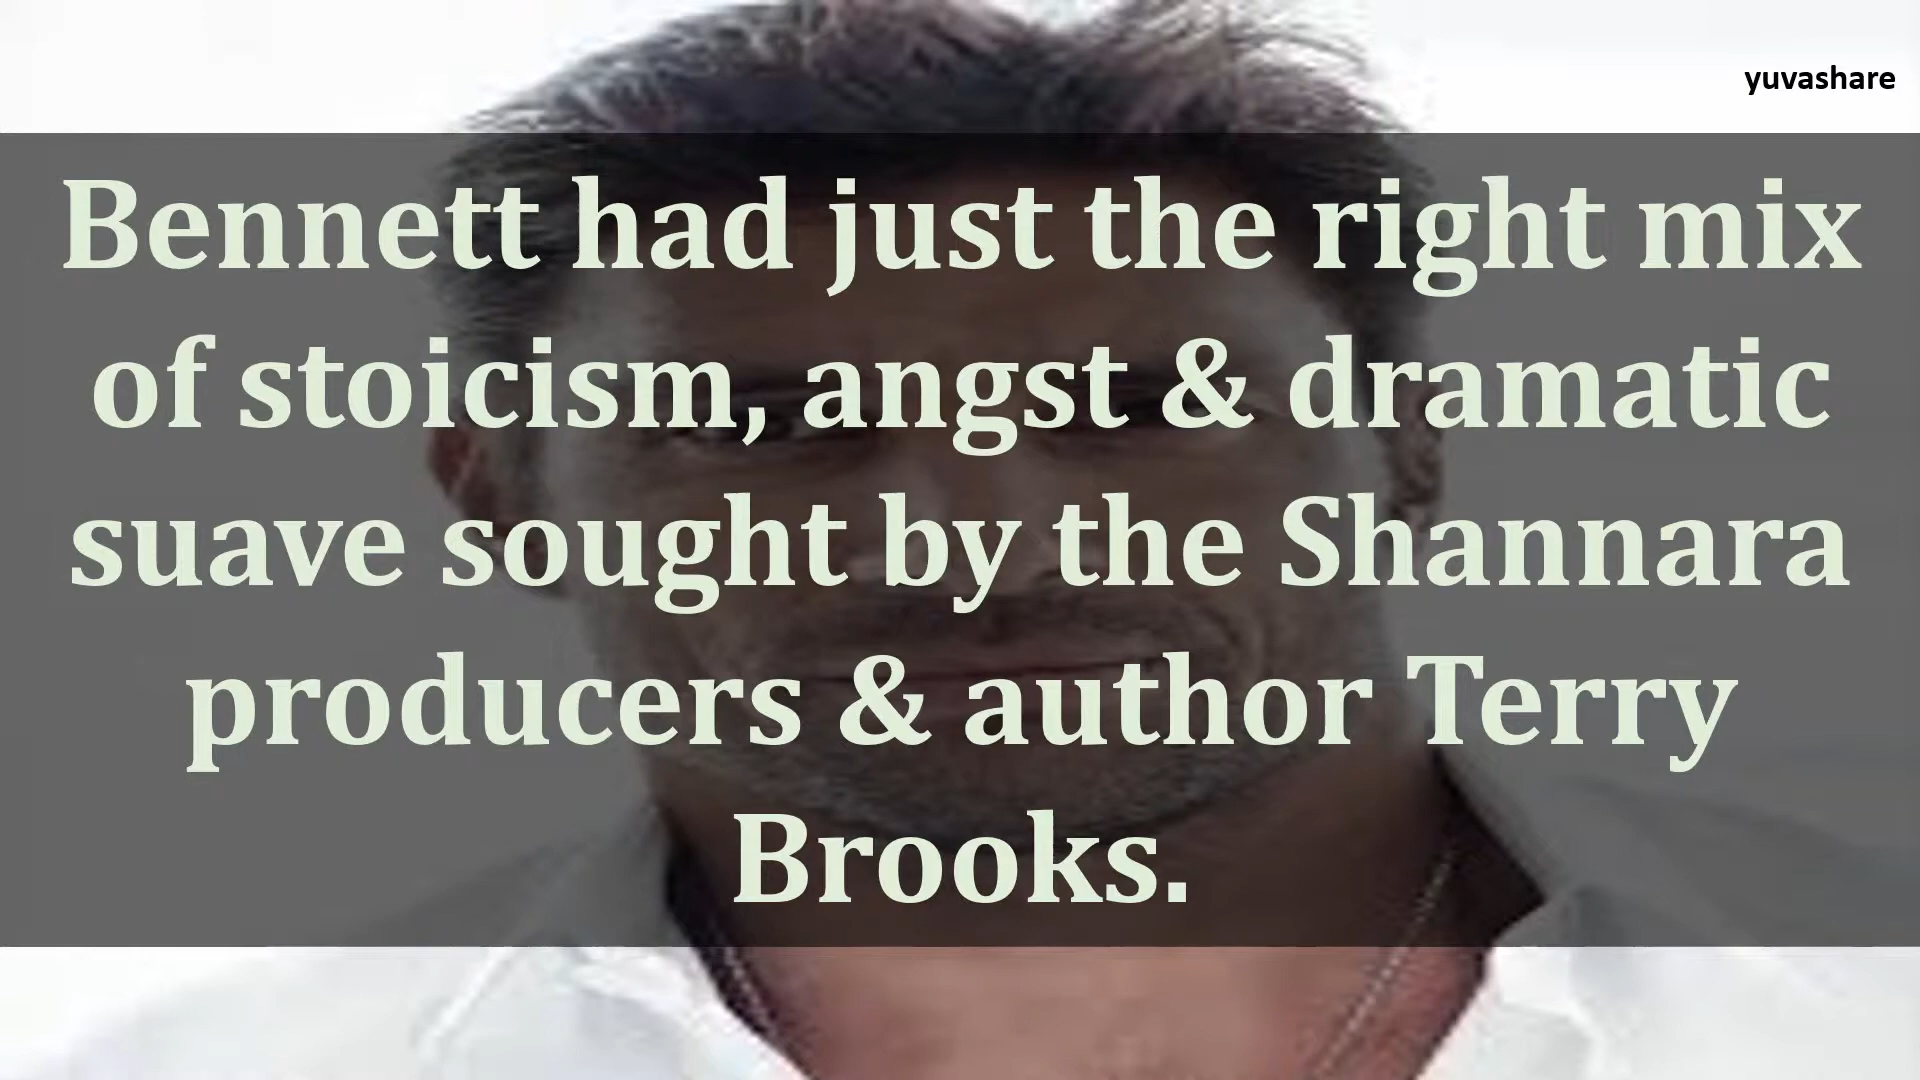 yuvashare
Bennett had just the right mix
of stoicism, angst & dramatic
suave sought by the Shannara
producers & author Terry
Brooks.